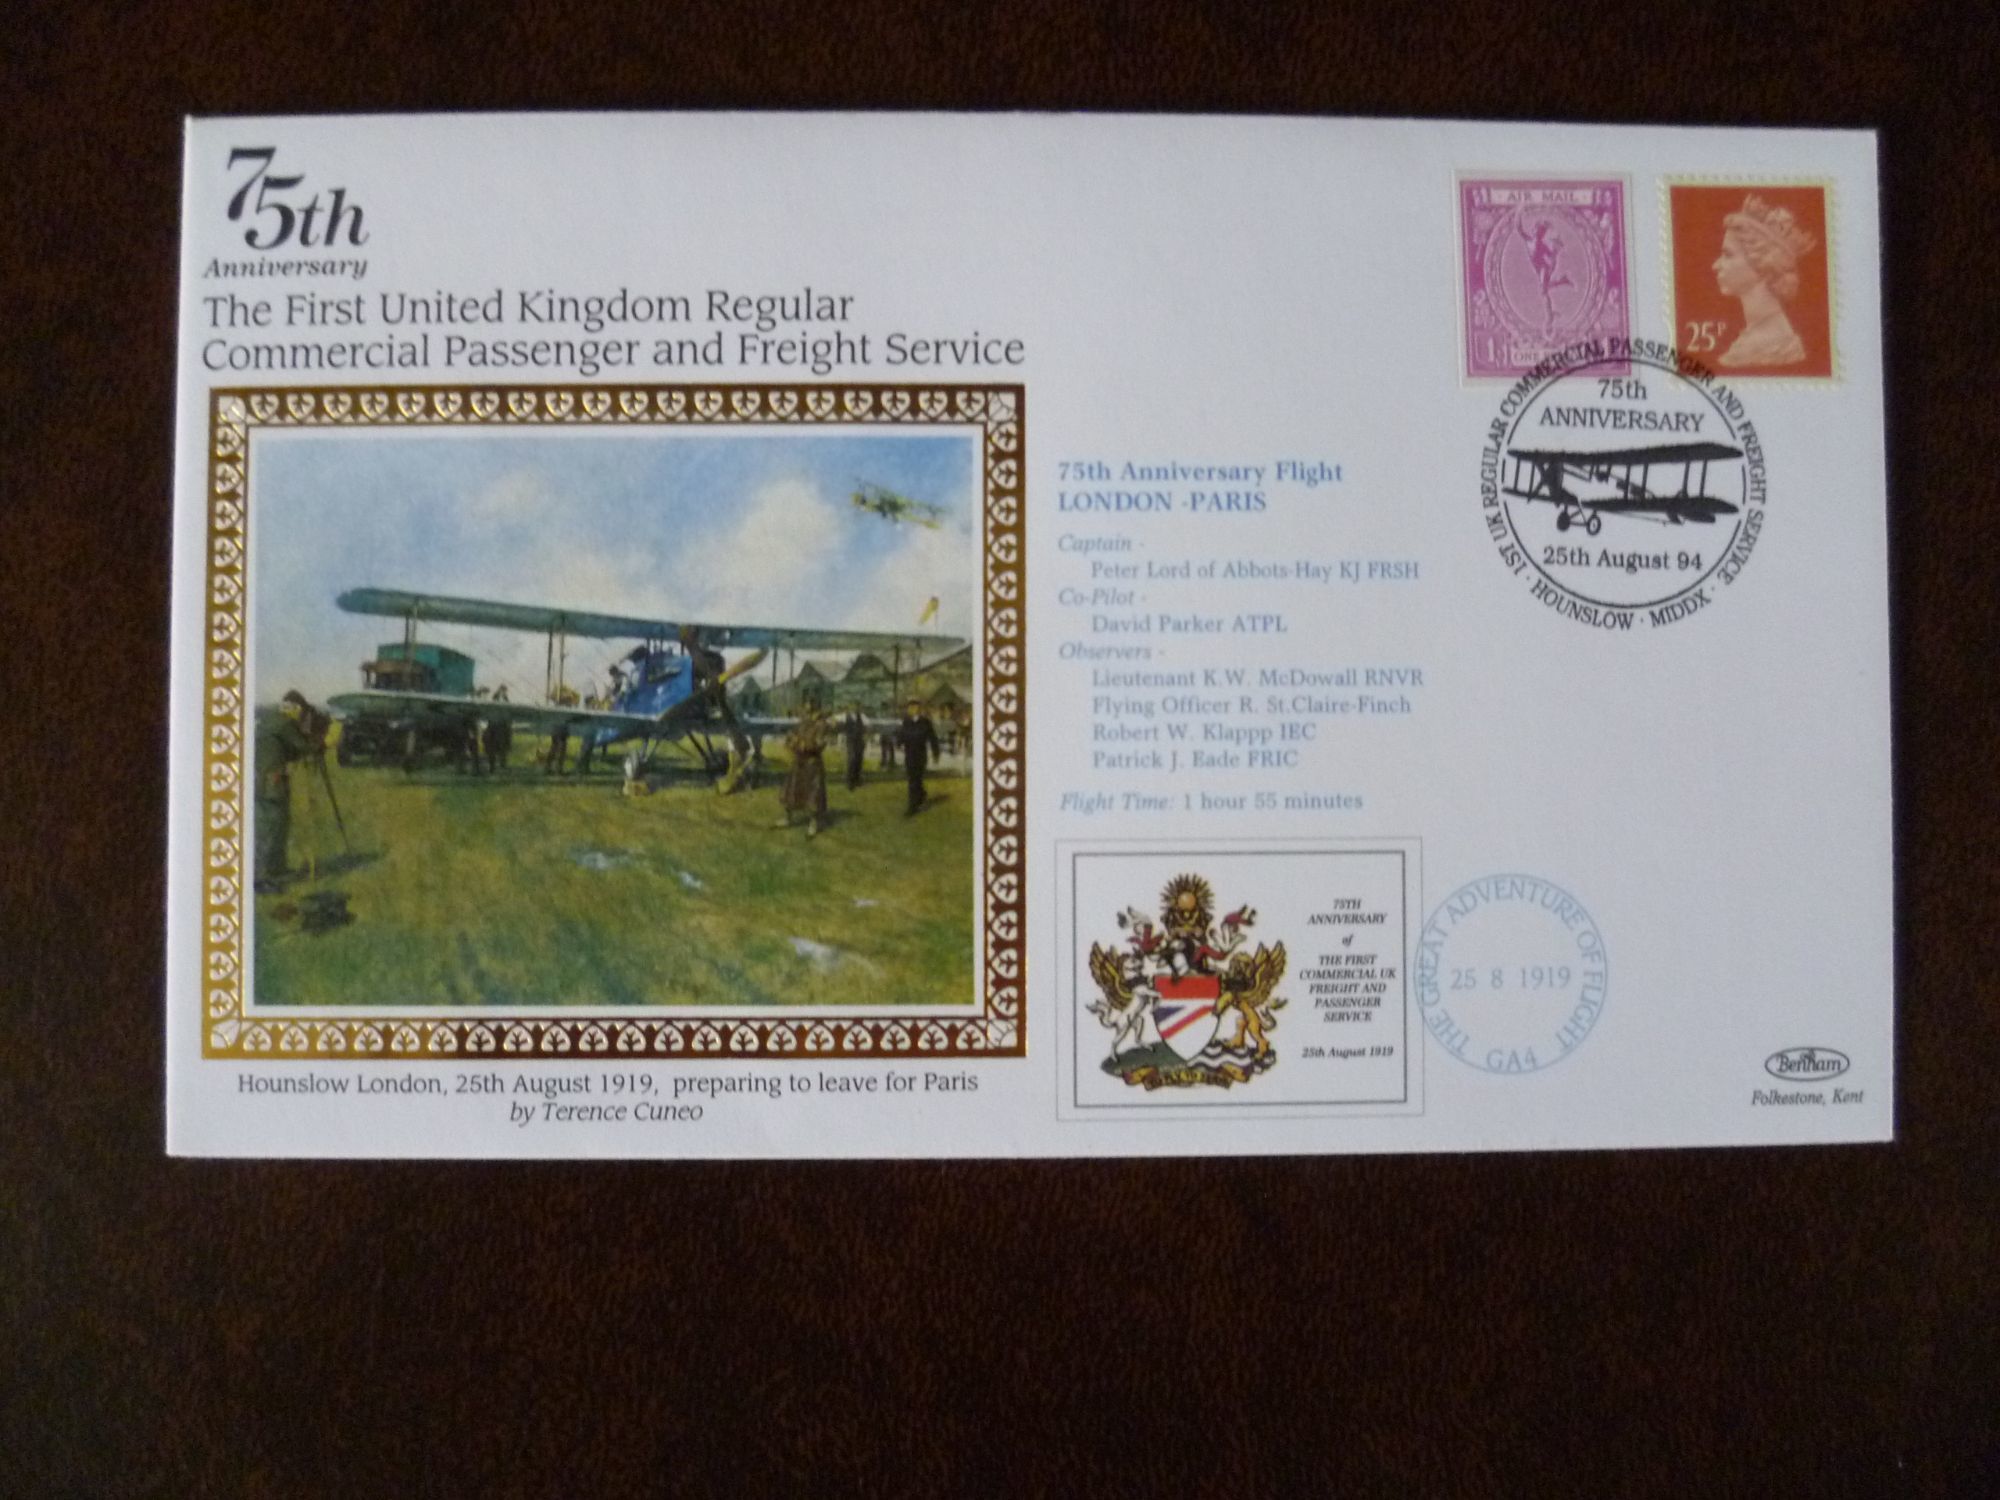 75th
Anniversary
The First United Kingdom Regular
Commercial Passenger and Freight Service
Hounslow London, 25th August 1919, preparing to leave for Paris
by Terence Cuneo
75th Anniversary Flight
LONDON -PARIS
Captain -
Peter Lord of Abbots-Hay KJ FRSH
Co-Pilot -
David Parker ATPL
Observers -
Lieutenant K.W. McDowall RNVR
Flying Officer R. St.Claire-Finch
Robert W. Klappp IEC
Patrick J. Eade FRIC
Flight Time: 1 hour 55 minutes
75TH
ANNIVERSARY
of
THE FIRST
COMMERCIAL UK
FREIGHT AND
PASSENGER
SERVICE
25th August 1919
THE GREAT ADVENTURE OF FLIGHT
25 8 1919
GA4
AIR MAIL
ONE
25P
1ST UK REGULAR COMMERCIAL PASSENGER AND FREIGHT SERVICE
75th
ANNIVERSARY
25th August 94
· HOUNSLOW · MIDDX ·
Benham
Folkestone, Kent